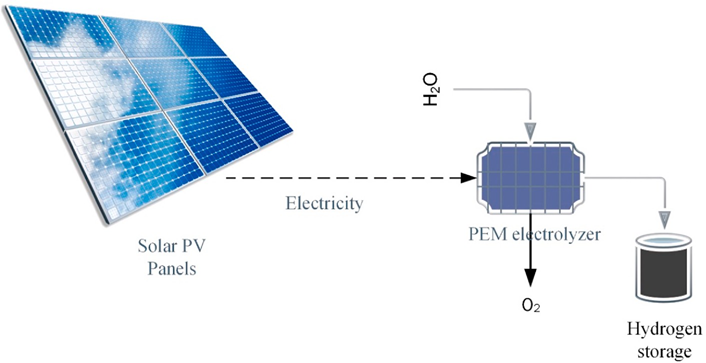 H₂O
Electricity
Solar PV
Panels
PEM electrolyzer
O₂
Hydrogen
storage